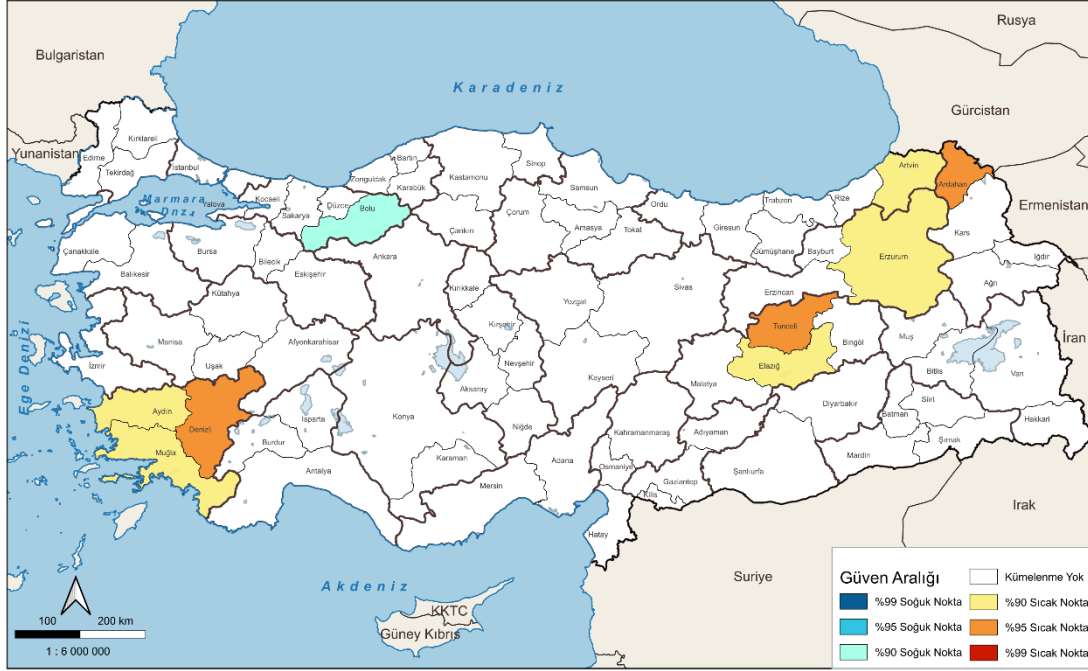 Rusya
Bulgaristan
Karadeniz
Gürcistan
Kırklareli
Edirne
Yunanistan
Tekirdağ
İstanbul
Bartın
Sinop
Zonguldak
Kastamonu
Karabük
Samsun
Artvin
Ardahan
Marmara
Dnz.
Yalova
Kocaeli
Sakarya
Düzce
Bolu
Çankırı
Çorum
Amasya
Tokat
Ordu
Giresun
Trabzon
Rize
Gümüşhane
Bayburt
Ermenistan
Kars
Iğdır
Çanakkale
Balıkesir
Bursa
Bilecik
Eskişehir
Ankara
Kırıkkale
Yozgat
Sivas
Erzincan
Erzurum
Ağrı
Kütahya
Kırşehir
Tunceli
Bingöl
Muş
İran
Ege Denizi
Manisa
Uşak
Afyonkarahisar
Nevşehir
Elazığ
Bitlis
Van
İzmir
Aksaray
Kayseri
Malatya
Diyarbakır
Batman
Siirt
Aydın
Denizli
Isparta
Konya
Niğde
Kahramanmaraş
Adıyaman
Şırnak
Hakkari
Muğla
Burdur
Karaman
Adana
Osmaniye
Gaziantep
Şanlıurfa
Mardin
Antalya
Mersin
Kilis
Hatay
Irak
Suriye
Akdeniz
KKTC
Güney Kıbrıs
100 200 km
1 : 6 000 000
Güven Aralığı
%99 Soğuk Nokta
%95 Soğuk Nokta
%90 Soğuk Nokta
Kümelenme Yok
%90 Sıcak Nokta
%95 Sıcak Nokta
%99 Sıcak Nokta